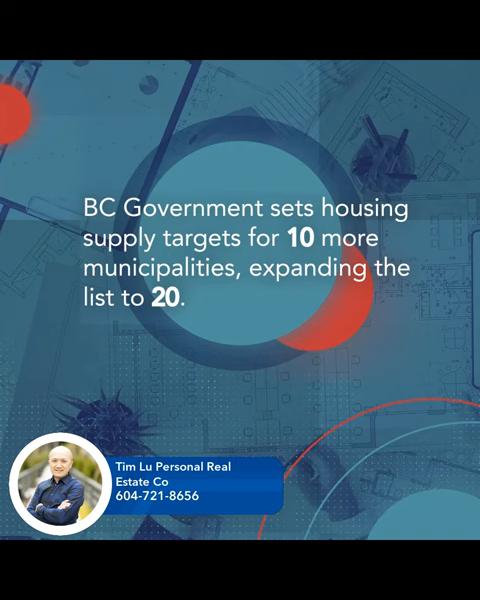 BC Government sets housing
supply targets for 10 more
municipalities, expanding the
list to 20.
Tim Lu Personal Real
Estate Co
604-721-8656